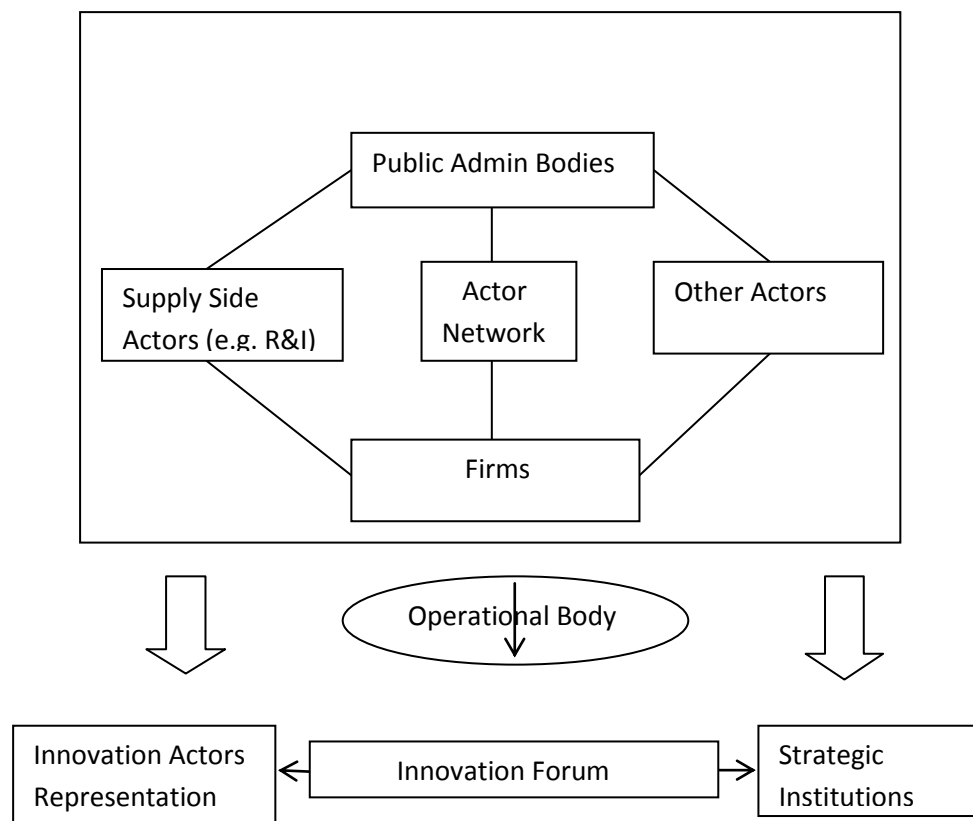 Public Admin Bodies
Supply Side
Actors (e.g. R&I)
Actor
Network
Other Actors
Firms
Operational Body
Innovation Actors
Representation
Innovation Forum
Strategic
Institutions